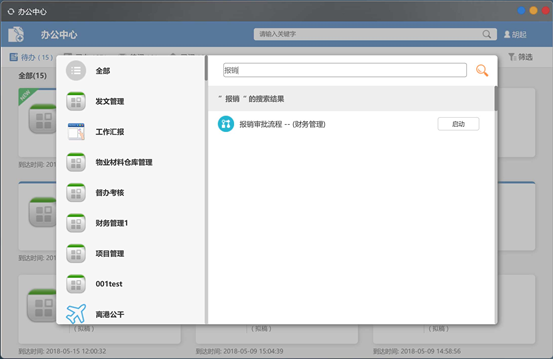 办公中心
办公中心
请输入关键字
胡起
待办 ( 15 )
筛选
全部(15)
NEW
全部
发文管理
工作汇报
物业材料仓库管理
督办考核
财务管理1
项目管理
001test
离港公干
报销
“ 报销 ”的搜索结果
报销审批流程 -- (财务管理)
启动
到达时间: 201
到达时间: 201
( 拟稿 )
( 拟稿 )
( 拟稿 )
到达时间: 2018-05-15 12:00:32
到达时间: 2018-05-09 15:04:39
到达时间: 2018-05-09 14:58:56